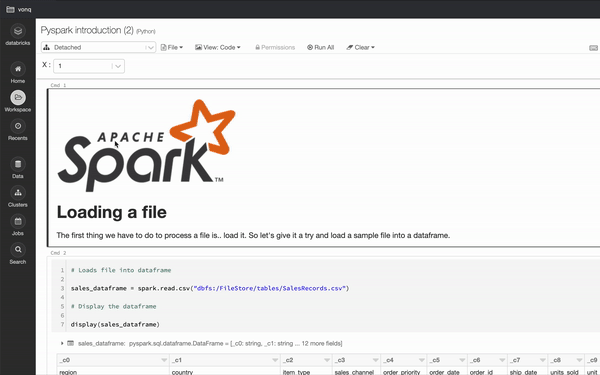 vanq
Pyspark introduction (2) (Python)
databricks
Detached
File
View: Code
Permissions
Run All
Clear
X :
1
Home
Workspace
Recents
Data
Clusters
Jobs
Search
Cmd 1
APACHE
Spark™
Loading a file
The first thing we have to do to process a file is.. load it. So let's give it a try and load a sample file into a dataframe.
Cmd 2
1 # Loads file into dataframe
2
3 sales_dataframe = spark.read.csv("dbfs:/FileStore/tables/SalesRecords.csv")
4
5 # Display the dataframe
6
7 display(sales_dataframe)
sales_dataframe: pyspark.sql.dataframe.DataFrame = [_c0: string, _c1: string ... 12 more fields]
_c0 _c1 _c2 _c3 _c4 _c5 _c6 _c7 _c8 _c9
region country item_type sales_channel order_priority order_date order_id ship_date units_sold unit